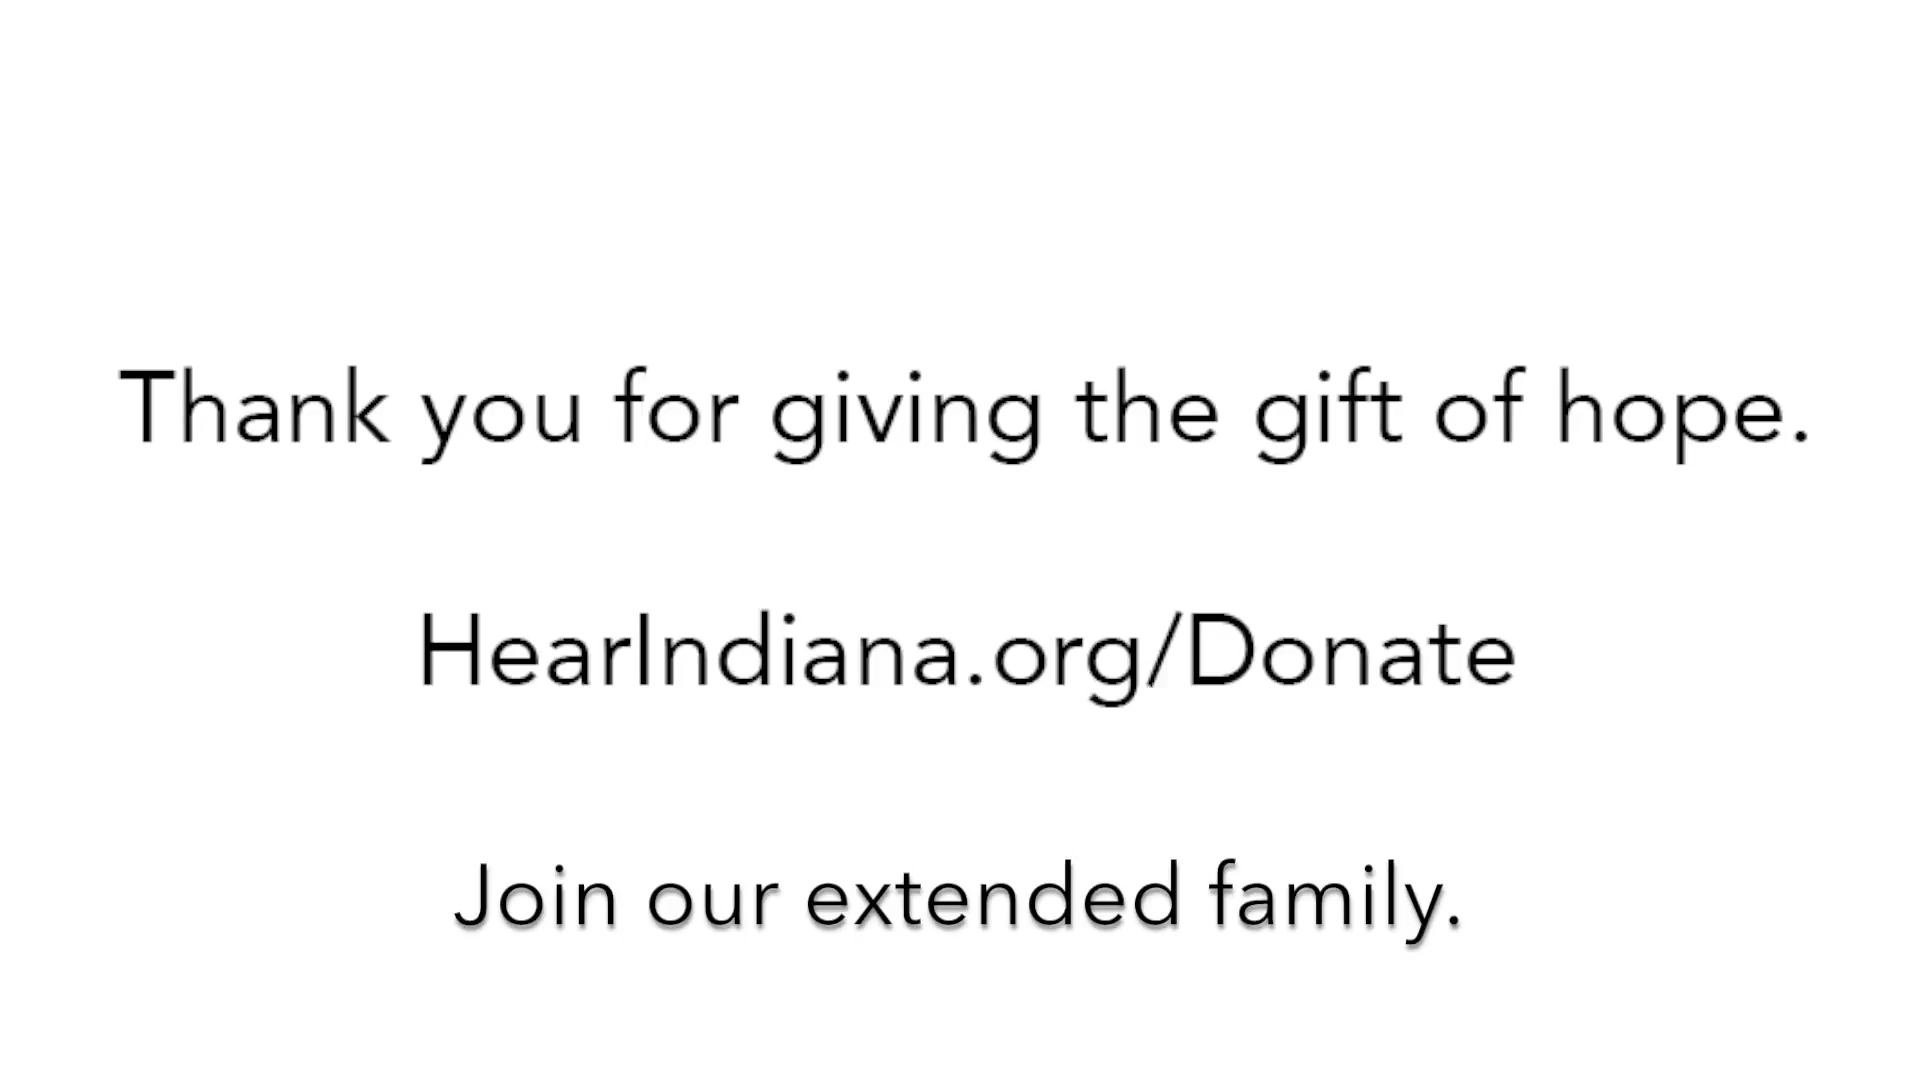 Thank you for giving the gift of hope.
HearIndiana.org/Donate
Join our extended family.